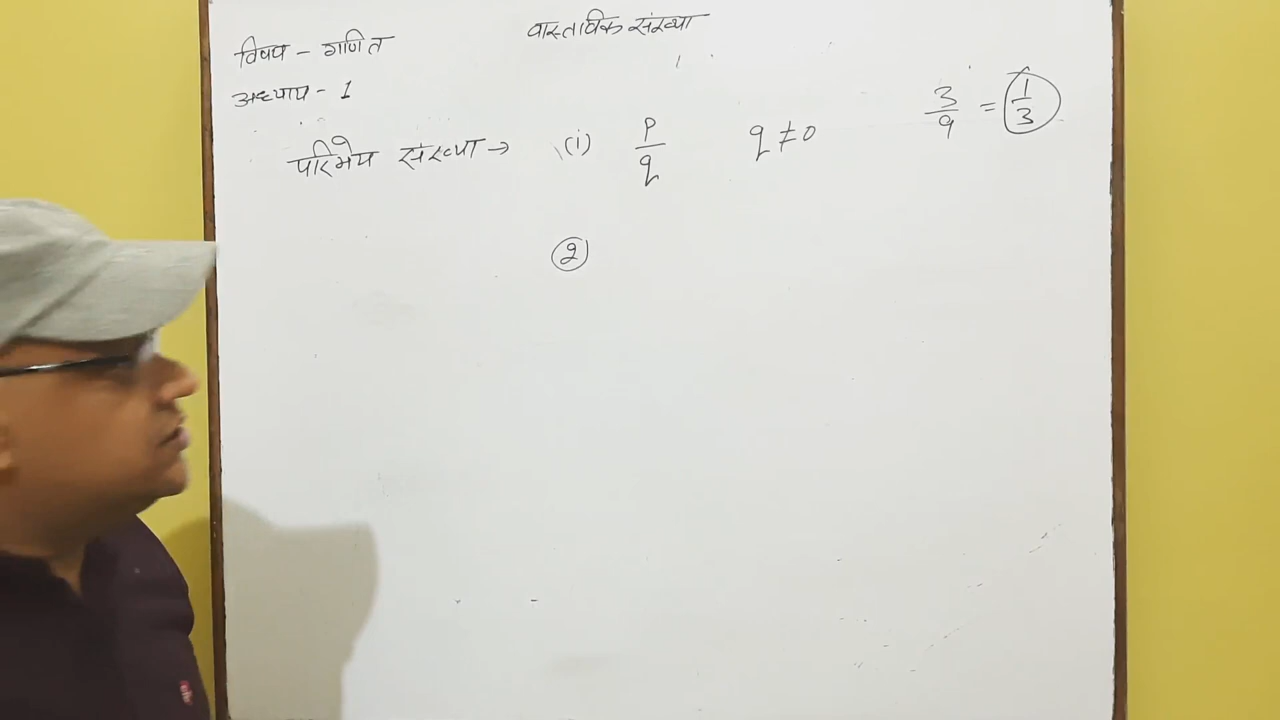 वास्तविक संख्या
विषय - गणित
अध्याय - 1
परिमेय संख्या → (i) p/q q ≠ 0 3/9 = 1/3
2